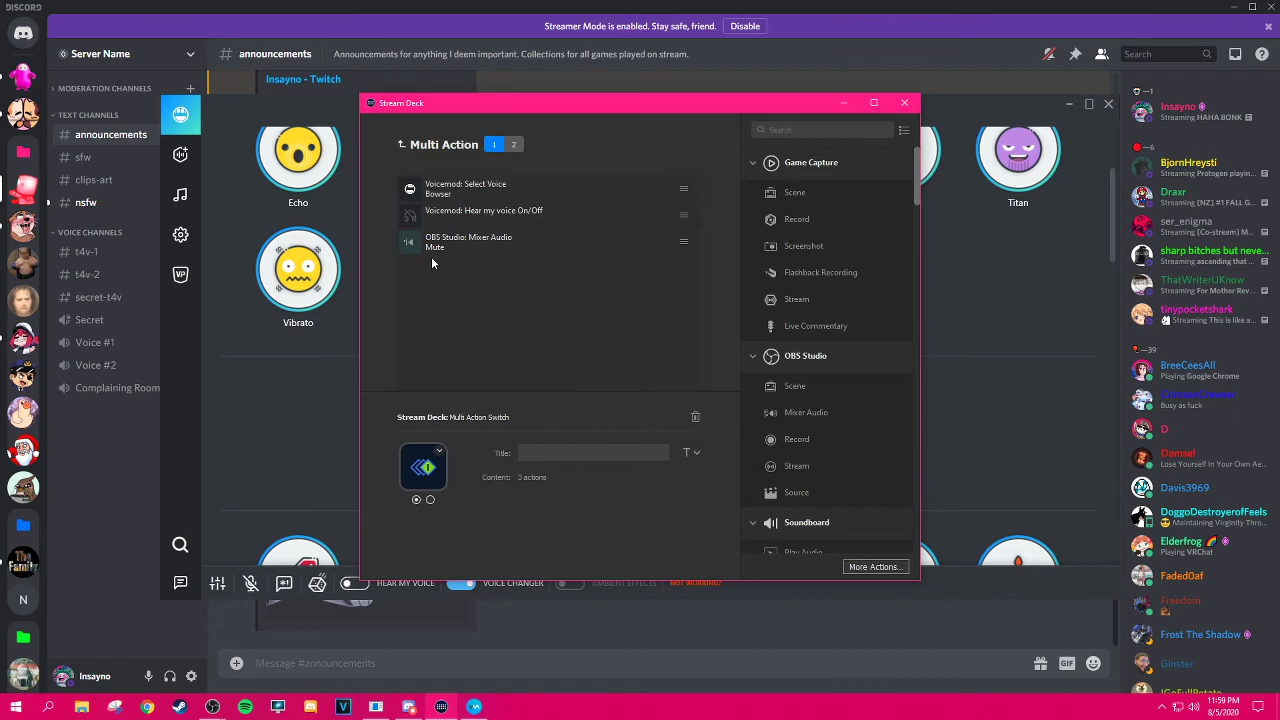 DISCORD
Streamer Mode is enabled. Stay safe, friend.
Disable
Server Name
announcements
Announcements for anything I deem important. Collections for all games played on stream.
Search
MODERATION CHANNELS
TEXT CHANNELS
announcements
sfw
clips-art
nsfw
VOICE CHANNELS
t4v-1
t4v-2
secret-t4v
Secret
Voice #1
Voice #2
Complaining Room
N
Insayno
Insayno - Twitch
Echo
Vibrato
Titan
VP
Stream Deck
Multi Action
1
2
Voicemod: Select Voice
Bowser
Voicemod: Hear my voice On/Off
OBS Studio: Mixer Audio
Mute
Stream Deck: Multi Action Switch
Title:
T
Content:
3 actions
Search
Game Capture
Scene
Record
Screenshot
Flashback Recording
Stream
Live Commentary
OBS Studio
Scene
Mixer Audio
Record
Stream
Source
Soundboard
Play Audio
More Actions...
HEAR MY VOICE
VOICE CHANGER
AMBIENT EFFECTS
NOT WORKING?
Message #announcements
GIF
—1
Insayno
Streaming HAHA BONK
—6
BjornHreysti
Streaming Protogen playin...
Draxr
Streaming [NZ] #1 FALL G...
ser_enigma
Streaming [Co-stream] M...
sharp bitches but neve...
Streaming ascending that ...
ThatWriterUKnow
Streaming For Mother Rev...
tinypocketshark
Streaming This is like a...
—39
BreeCeesAll
Playing Google Chrome
Busy as fuck
D
Damsel
Lose Yourself In Your Own Ae...
Davis3969
DoggoDestroyerofFeels
Maintaining Virginity Thro...
Elderfrog
Playing VRChat
Faded0af
Freedom
Frost The Shadow
Ginster
11:59 PM
8/5/2020